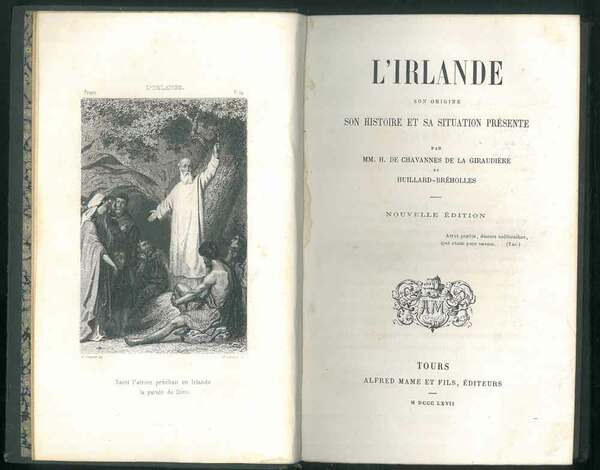 L'IRLANDE.
Saint Patrice prêchait en Irlande
la parole de Dieu.
L'IRLANDE
SON ORIGINE
SON HISTOIRE ET SA SITUATION PRÉSENTE
PAR
MM. H. DE CHAVANNES DE LA GIRAUDIÈRE
ET
HUILLARD-BRÉHOLLES
NOUVELLE ÉDITION
(Tac.)
AM
TOURS
ALFRED MAME ET FILS, ÉDITEURS
M DCCC LXVII